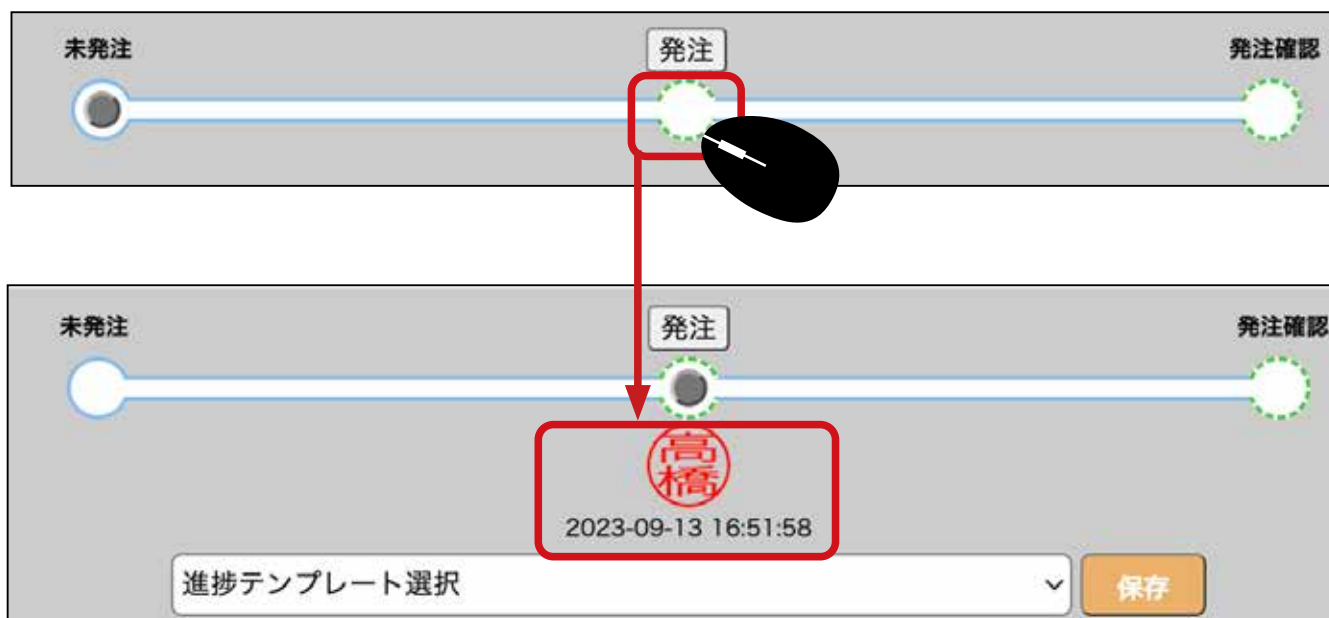 未発注 発注 発注確認
未発注 発注 発注確認
高
橋
2023-09-13 16:51:58
進捗テンプレート選択 保存